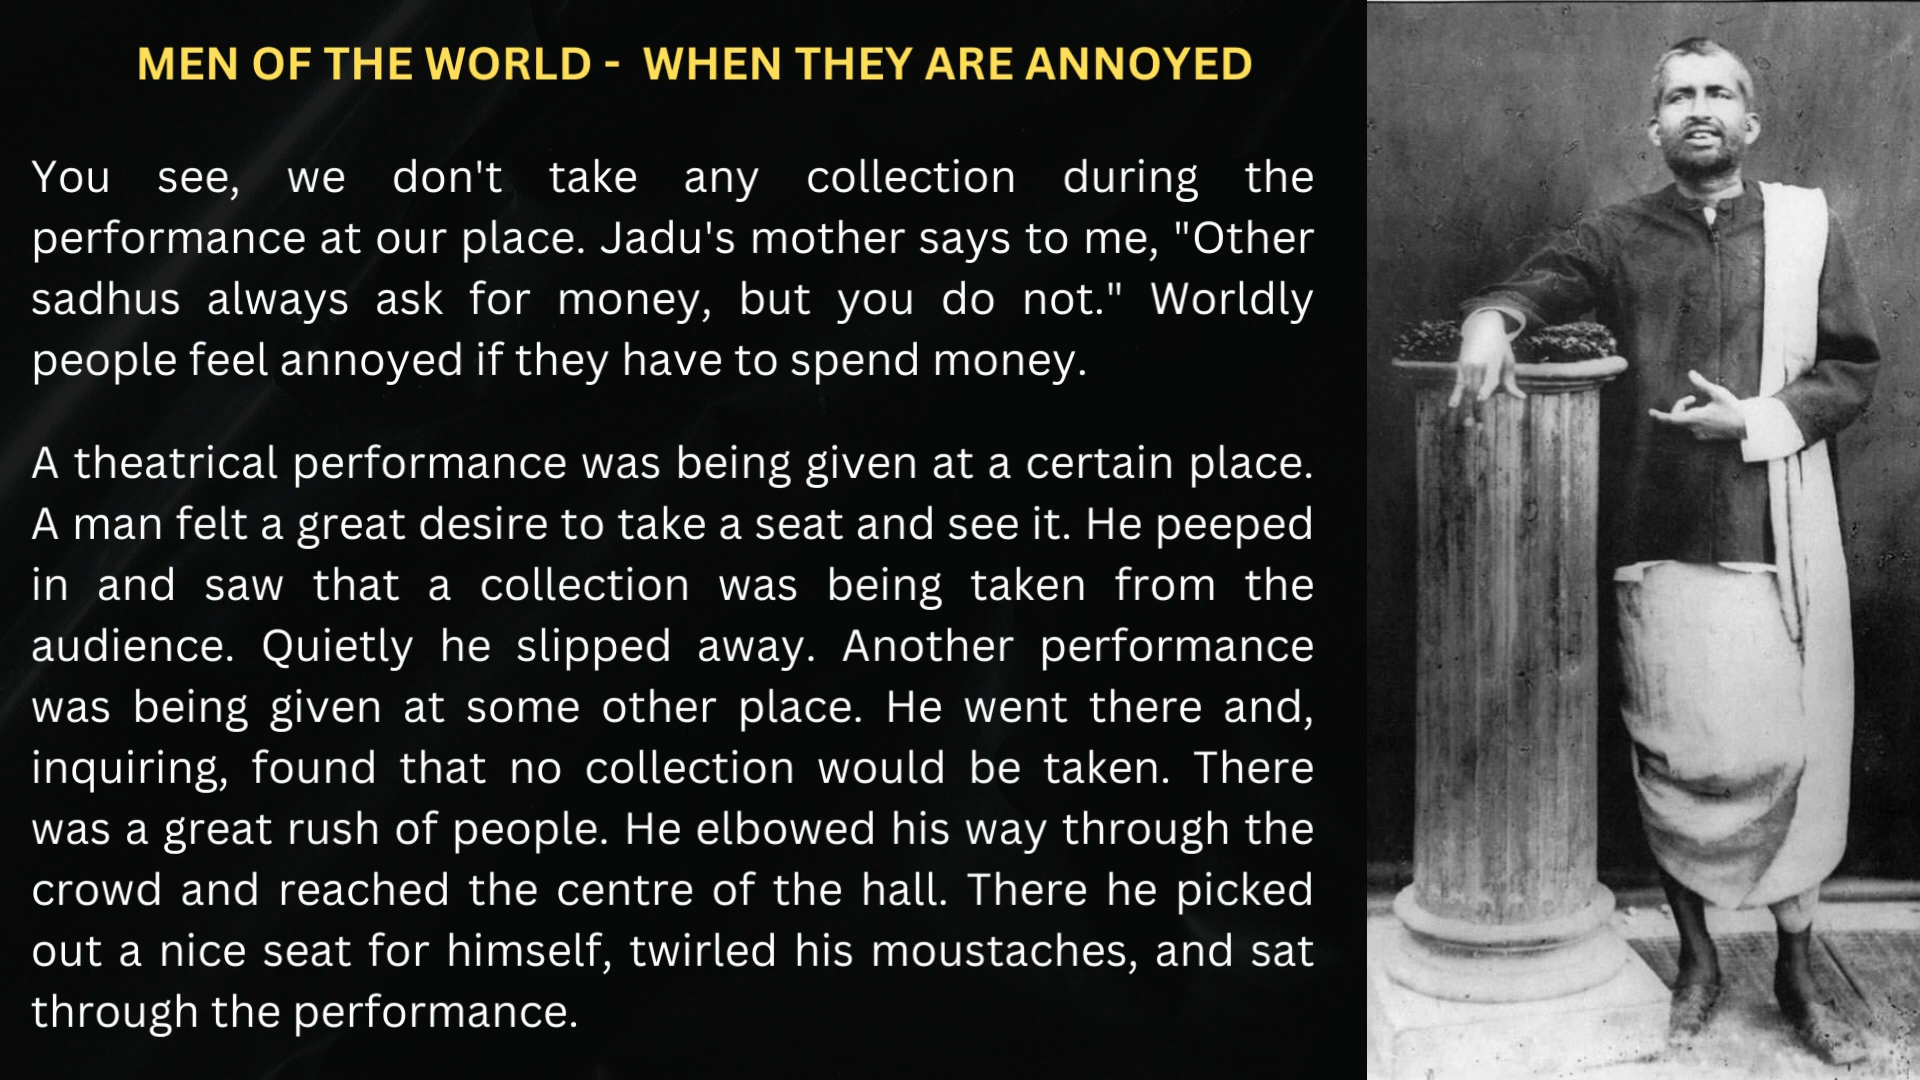 MEN OF THE WORLD - WHEN THEY ARE ANNOYED
You see, we don't take any collection during the
performance at our place. Jadu's mother says to me, "Other
sadhus always ask for money, but you do not." Worldly
people feel annoyed if they have to spend money.
A theatrical performance was being given at a certain place.
A man felt a great desire to take a seat and see it. He peeped
in and saw that a collection was being taken from the
audience. Quietly he slipped away. Another performance
was being given at some other place. He went there and,
inquiring, found that no collection would be taken. There
was a great rush of people. He elbowed his way through the
crowd and reached the centre of the hall. There he picked
out a nice seat for himself, twirled his moustaches, and sat
through the performance.